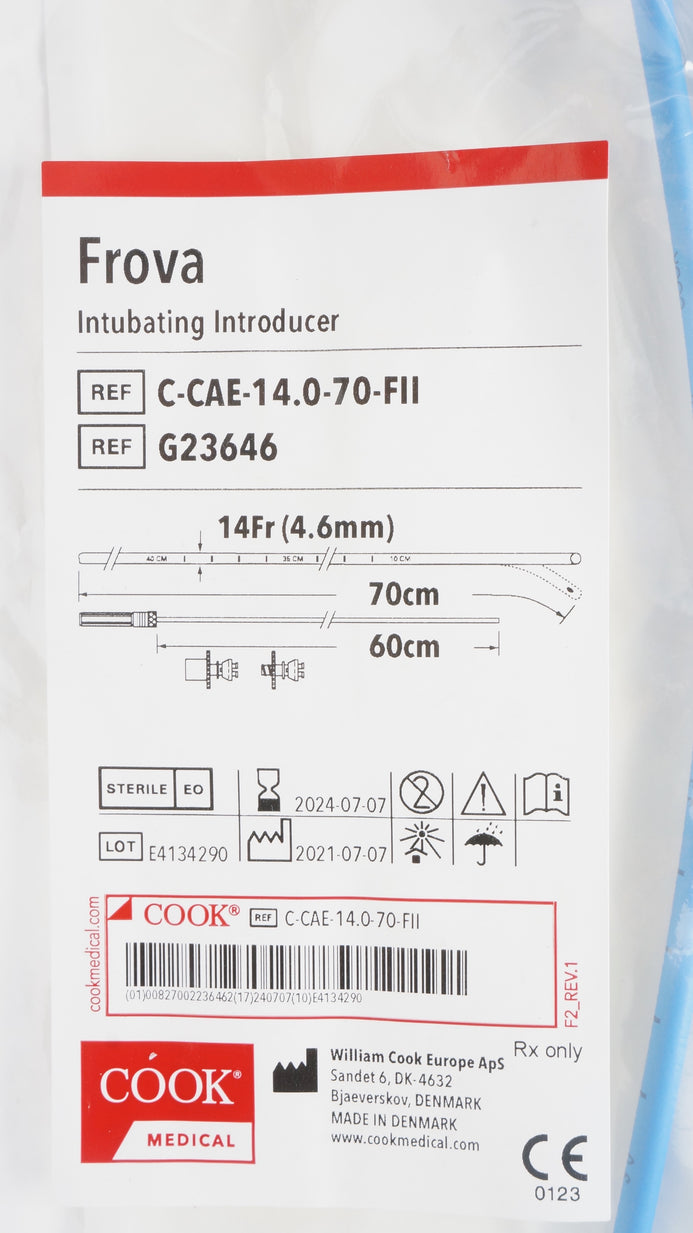 Frova
Intubating Introducer
REF C-CAE-14.0-70-FII
REF G23646
14Fr (4.6mm)
40 CM 35 CM 10 CM
70cm
60cm
STERILE EO 2024-07-07 2 i
LOT E4134290 2021-07-07
cookmedical.com
COOK® REF C-CAE-14.0-70-FII
(01)00827002236462(17)240707(10)E4134290
F2_REV.1
COOK®
MEDICAL
William Cook Europe ApS
Sandet 6, DK-4632
Bjaeverskov, DENMARK
MADE IN DENMARK
www.cookmedical.com
Rx only
CE
0123